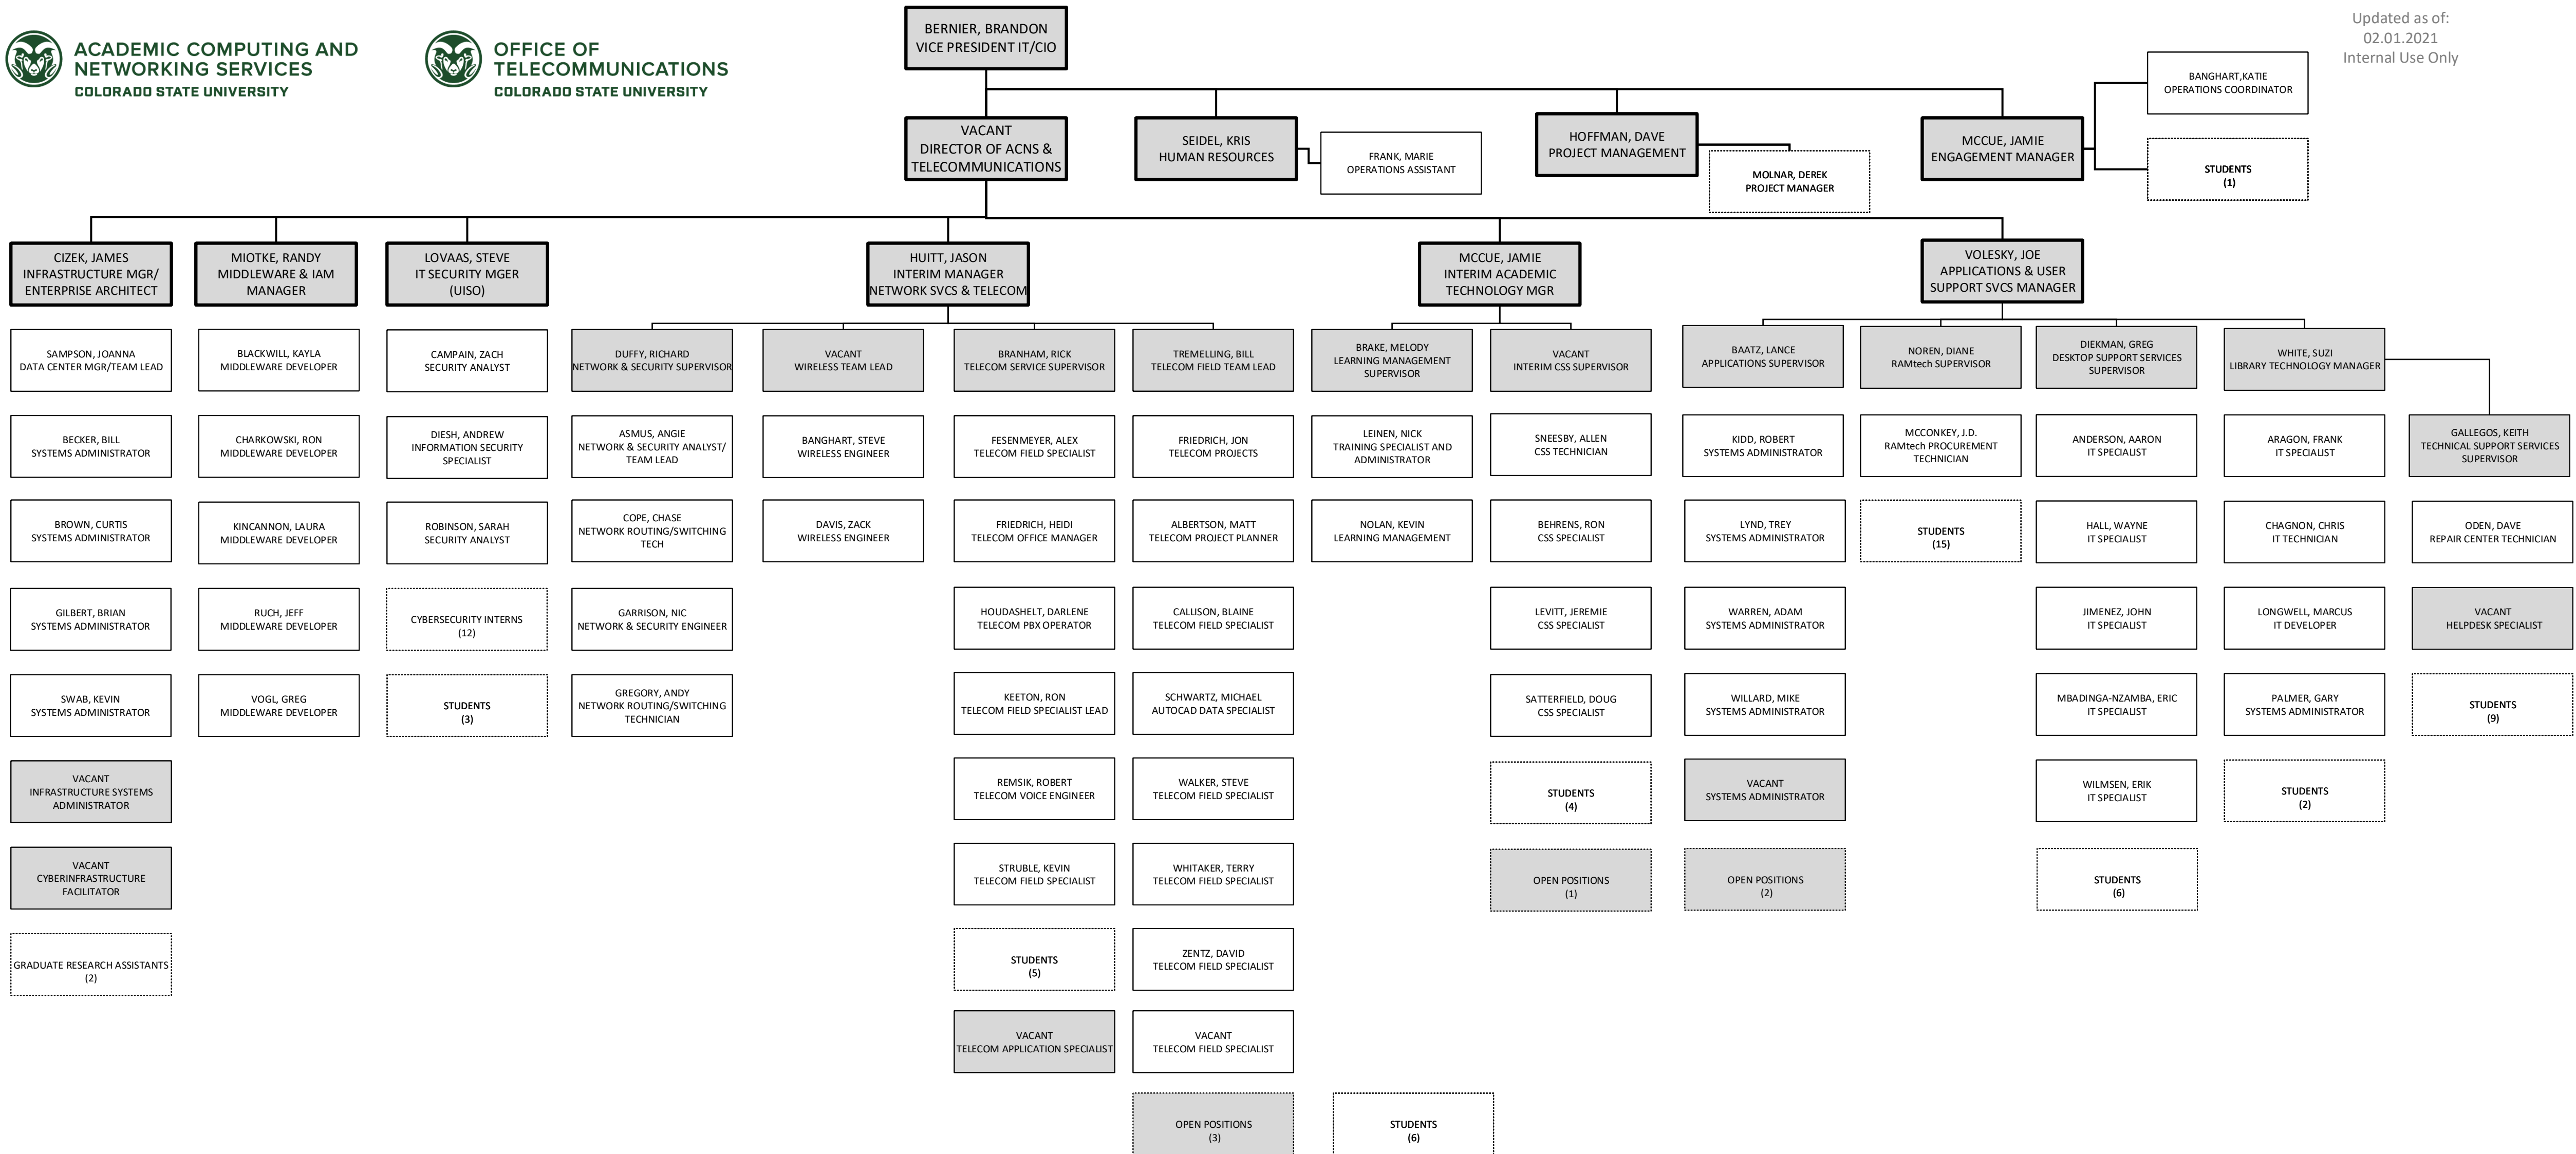 ACADEMIC COMPUTING AND
NETWORKING SERVICES
COLORADO STATE UNIVERSITY
OFFICE OF
TELECOMMUNICATIONS
COLORADO STATE UNIVERSITY
BERNIER, BRANDON
VICE PRESIDENT IT/CIO
Updated as of:
02.01.2021
Internal Use Only
VACANT
DIRECTOR OF ACNS &
TELECOMMUNICATIONS
SEIDEL, KRIS
HUMAN RESOURCES
FRANK, MARIE
OPERATIONS ASSISTANT
HOFFMAN, DAVE
PROJECT MANAGEMENT
MOLNAR, DEREK
PROJECT MANAGER
MCCUE, JAMIE
ENGAGEMENT MANAGER
BANGHART,KATIE
OPERATIONS COORDINATOR
STUDENTS
(1)
CIZEK, JAMES
INFRASTRUCTURE MGR/
ENTERPRISE ARCHITECT
MIOTKE, RANDY
MIDDLEWARE & IAM
MANAGER
LOVAAS, STEVE
IT SECURITY MGER
(UISO)
HUITT, JASON
INTERIM MANAGER
NETWORK SVCS & TELECOM
MCCUE, JAMIE
INTERIM ACADEMIC
TECHNOLOGY MGR
VOLESKY, JOE
APPLICATIONS & USER
SUPPORT SVCS MANAGER
SAMPSON, JOANNA
DATA CENTER MGR/TEAM LEAD
BECKER, BILL
SYSTEMS ADMINISTRATOR
BROWN, CURTIS
SYSTEMS ADMINISTRATOR
GILBERT, BRIAN
SYSTEMS ADMINISTRATOR
SWAB, KEVIN
SYSTEMS ADMINISTRATOR
VACANT
INFRASTRUCTURE SYSTEMS
ADMINISTRATOR
VACANT
CYBERINFRASTRUCTURE
FACILITATOR
GRADUATE RESEARCH ASSISTANTS
(2)
BLACKWILL, KAYLA
MIDDLEWARE DEVELOPER
CHARKOWSKI, RON
MIDDLEWARE DEVELOPER
KINCANNON, LAURA
MIDDLEWARE DEVELOPER
RUCH, JEFF
MIDDLEWARE DEVELOPER
VOGL, GREG
MIDDLEWARE DEVELOPER
CAMPAIN, ZACH
SECURITY ANALYST
DIESH, ANDREW
INFORMATION SECURITY
SPECIALIST
ROBINSON, SARAH
SECURITY ANALYST
CYBERSECURITY INTERNS
(12)
STUDENTS
(3)
DUFFY, RICHARD
NETWORK & SECURITY SUPERVISOR
ASMUS, ANGIE
NETWORK & SECURITY ANALYST/
TEAM LEAD
COPE, CHASE
NETWORK ROUTING/SWITCHING
TECH
GARRISON, NIC
NETWORK & SECURITY ENGINEER
GREGORY, ANDY
NETWORK ROUTING/SWITCHING
TECHNICIAN
VACANT
WIRELESS TEAM LEAD
BANGHART, STEVE
WIRELESS ENGINEER
DAVIS, ZACK
WIRELESS ENGINEER
BRANHAM, RICK
TELECOM SERVICE SUPERVISOR
FESENMEYER, ALEX
TELECOM FIELD SPECIALIST
FRIEDRICH, HEIDI
TELECOM OFFICE MANAGER
HOUDASHELT, DARLENE
TELECOM PBX OPERATOR
KEETON, RON
TELECOM FIELD SPECIALIST LEAD
REMSIK, ROBERT
TELECOM VOICE ENGINEER
STRUBLE, KEVIN
TELECOM FIELD SPECIALIST
STUDENTS
(5)
VACANT
TELECOM APPLICATION SPECIALIST
TREMELLING, BILL
TELECOM FIELD TEAM LEAD
FRIEDRICH, JON
TELECOM PROJECTS
ALBERTSON, MATT
TELECOM PROJECT PLANNER
CALLISON, BLAINE
TELECOM FIELD SPECIALIST
SCHWARTZ, MICHAEL
AUTOCAD DATA SPECIALIST
WALKER, STEVE
TELECOM FIELD SPECIALIST
WHITAKER, TERRY
TELECOM FIELD SPECIALIST
ZENTZ, DAVID
TELECOM FIELD SPECIALIST
VACANT
TELECOM FIELD SPECIALIST
OPEN POSITIONS
(3)
STUDENTS
(6)
BRAKE, MELODY
LEARNING MANAGEMENT
SUPERVISOR
LEINEN, NICK
TRAINING SPECIALIST AND
ADMINISTRATOR
NOLAN, KEVIN
LEARNING MANAGEMENT
VACANT
INTERIM CSS SUPERVISOR
SNEESBY, ALLEN
CSS TECHNICIAN
BEHRENS, RON
CSS SPECIALIST
LEVITT, JEREMIE
CSS SPECIALIST
SATTERFIELD, DOUG
CSS SPECIALIST
STUDENTS
(4)
OPEN POSITIONS
(1)
BAATZ, LANCE
APPLICATIONS SUPERVISOR
KIDD, ROBERT
SYSTEMS ADMINISTRATOR
LYND, TREY
SYSTEMS ADMINISTRATOR
WARREN, ADAM
SYSTEMS ADMINISTRATOR
WILLARD, MIKE
SYSTEMS ADMINISTRATOR
VACANT
SYSTEMS ADMINISTRATOR
OPEN POSITIONS
(2)
NOREN, DIANE
RAMtech SUPERVISOR
MCCONKEY, J.D.
RAMtech PROCUREMENT
TECHNICIAN
STUDENTS
(15)
DIEKMAN, GREG
DESKTOP SUPPORT SERVICES
SUPERVISOR
ANDERSON, AARON
IT SPECIALIST
HALL, WAYNE
IT SPECIALIST
JIMENEZ, JOHN
IT SPECIALIST
MBADINGA-NZAMBA, ERIC
IT SPECIALIST
WILMSEN, ERIK
IT SPECIALIST
STUDENTS
(6)
WHITE, SUZI
LIBRARY TECHNOLOGY MANAGER
ARAGON, FRANK
IT SPECIALIST
CHAGNON, CHRIS
IT TECHNICIAN
LONGWELL, MARCUS
IT DEVELOPER
PALMER, GARY
SYSTEMS ADMINISTRATOR
STUDENTS
(2)
GALLEGOS, KEITH
TECHNICAL SUPPORT SERVICES
SUPERVISOR
ODEN, DAVE
REPAIR CENTER TECHNICIAN
VACANT
HELPDESK SPECIALIST
STUDENTS
(9)